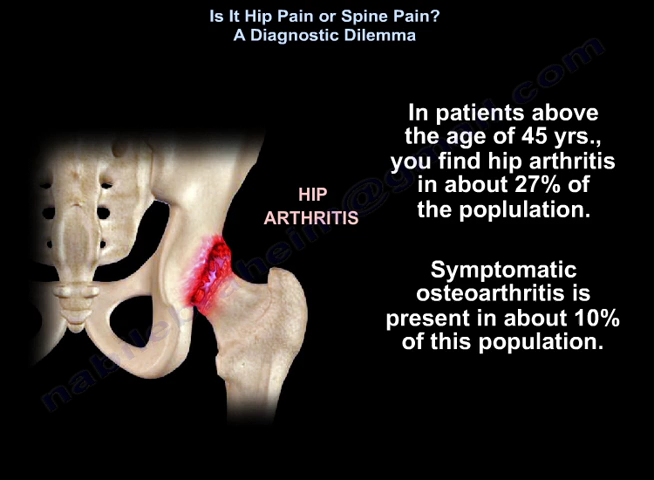 Is It Hip Pain or Spine Pain?
A Diagnostic Dilemma
In patients above
the age of 45 yrs.,
you find hip arthritis
in about 27% of
the poplulation.
HIP
ARTHRITIS
Symptomatic
osteoarthritis is
present in about 10%
of this population.